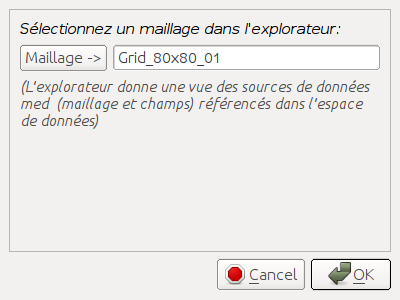 Sélectionnez un maillage dans l'explorateur:
Maillage -> Grid_80x80_01
(L'explorateur donne une vue des sources de données
med (maillage et champs) référencés dans l'espace
de données)
Cancel OK